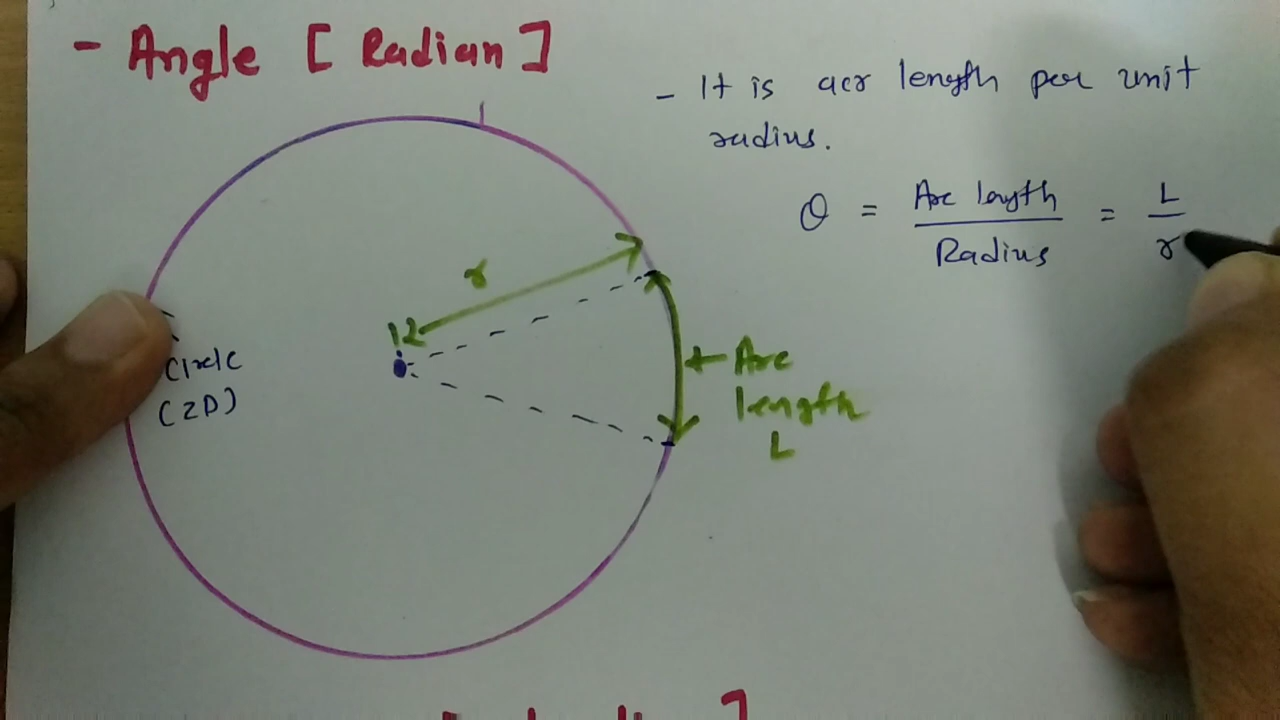 - Angle [Radian]
- It is acr length per unit
radius.
θ = Arc length / Radius = L / r
r
Circle
(2D)
Arc
length
L